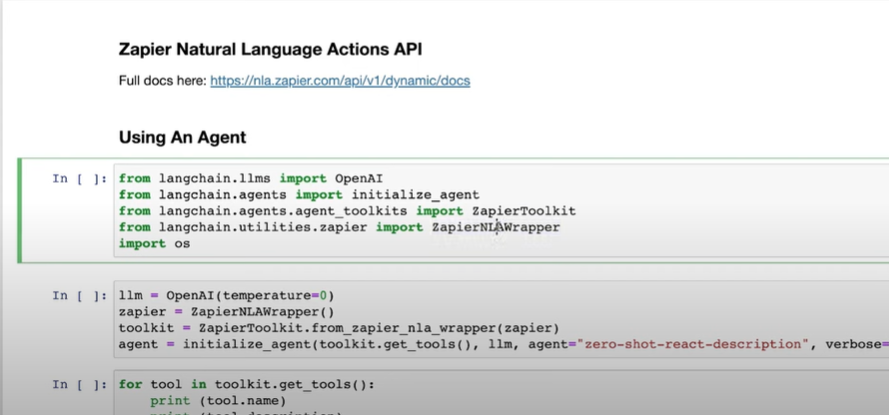 Zapier Natural Language Actions API
Full docs here: https://nla.zapier.com/api/v1/dynamic/docs
Using An Agent
In [ ]: from langchain.llms import OpenAI
from langchain.agents import initialize_agent
from langchain.agents.agent_toolkits import ZapierToolkit
from langchain.utilities.zapier import ZapierNLAWrapper
import os
In [ ]: llm = OpenAI(temperature=0)
zapier = ZapierNLAWrapper()
toolkit = ZapierToolkit.from_zapier_nla_wrapper(zapier)
agent = initialize_agent(toolkit.get_tools(), llm, agent="zero-shot-react-description", verbose=
In [ ]: for tool in toolkit.get_tools():
print (tool.name)